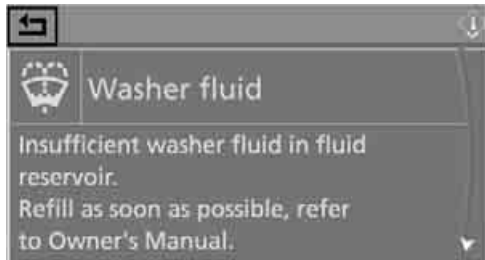 Washer fluid
Insufficient washer fluid in fluid
reservoir.
Refill as soon as possible, refer
to Owner's Manual.